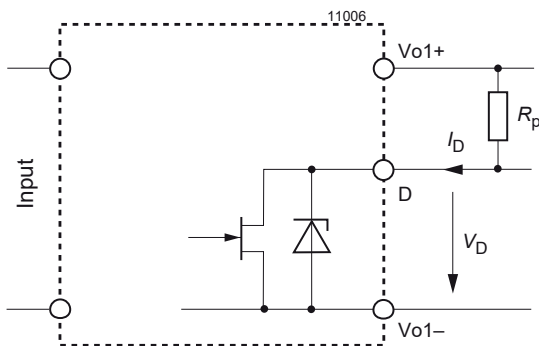 11006
Vo1+
Rp
ID
Input
D
VD
Vo1–